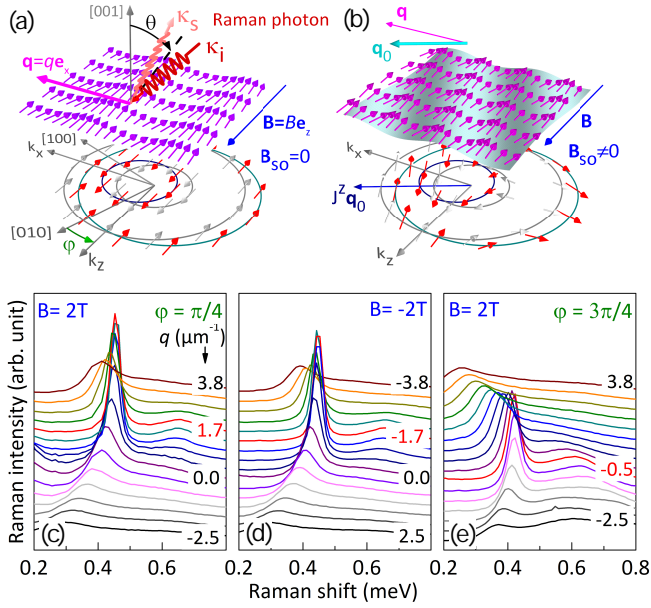 (a)
[001]
θ
κs
Raman photon
κi
q=qex
B=Bez
Bso=0
[100]
kx
[010]
φ
kz
(b)
q
q0
B
Bso≠0
kx
JZq0
kz
B= 2T
φ = π/4
q (μm-1)
3.8
1.7
0.0
-2.5
(c)
B= -2T
-3.8
-1.7
0.0
2.5
(d)
B= 2T
φ = 3π/4
3.8
-0.5
-2.5
(e)
Raman intensity (arb. unit)
0.2 0.4 0.6 0.2 0.4 0.6 0.2 0.4 0.6 0.8
Raman shift (meV)